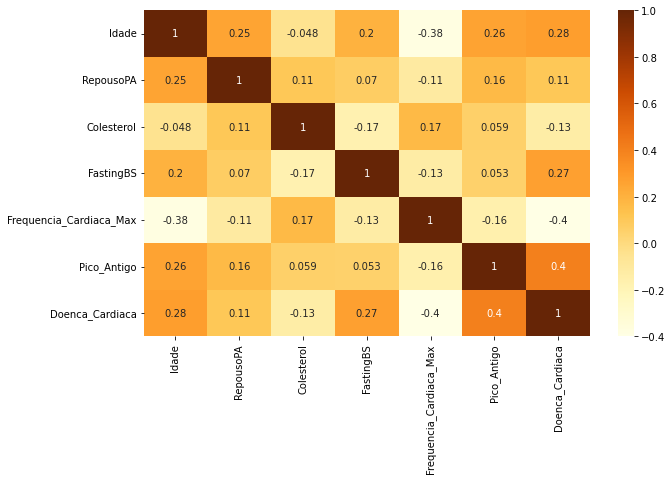 Idade 1 0.25 -0.048 0.2 -0.38 0.26 0.28
RepousoPA 0.25 1 0.11 0.07 -0.11 0.16 0.11
Colesterol -0.048 0.11 1 -0.17 0.17 0.059 -0.13
FastingBS 0.2 0.07 -0.17 1 -0.13 0.053 0.27
Frequencia_Cardiaca_Max -0.38 -0.11 0.17 -0.13 1 -0.16 -0.4
Pico_Antigo 0.26 0.16 0.059 0.053 -0.16 1 0.4
Doenca_Cardiaca 0.28 0.11 -0.13 0.27 -0.4 0.4 1
Idade
RepousoPA
Colesterol
FastingBS
Frequencia_Cardiaca_Max
Pico_Antigo
Doenca_Cardiaca
1.0
0.8
0.6
0.4
0.2
0.0
−0.2
−0.4